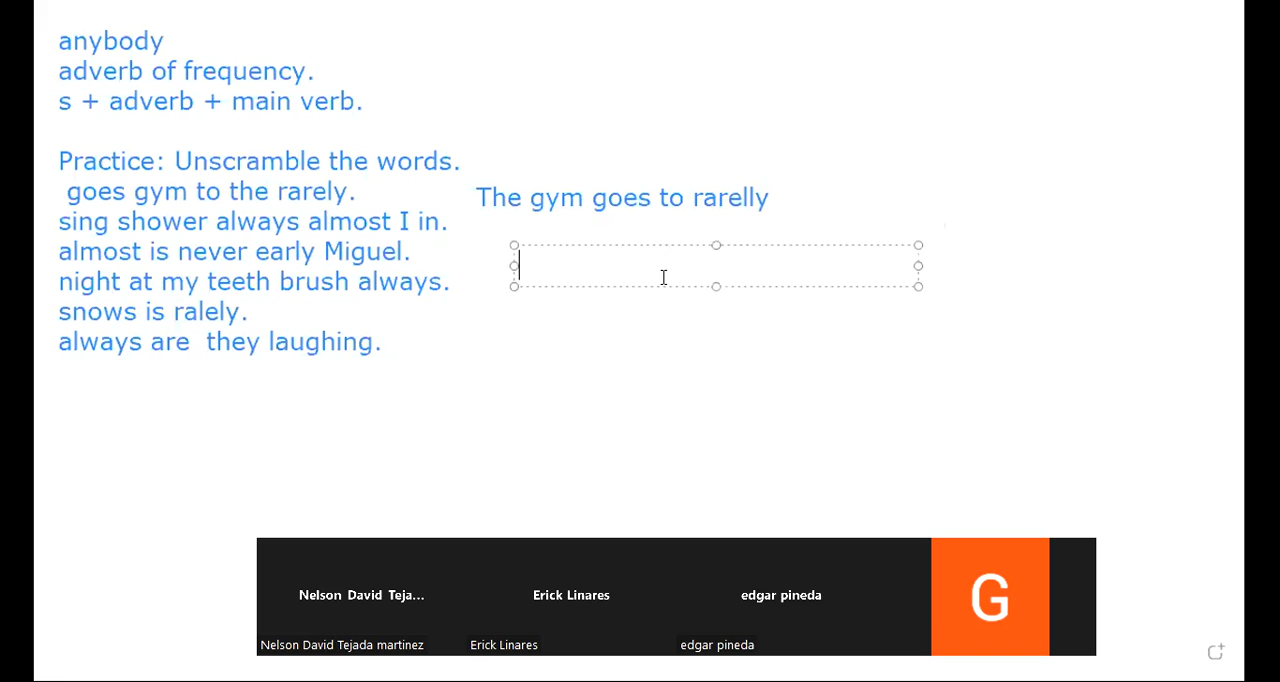 anybody
adverb of frequency.
s + adverb + main verb.
Practice: Unscramble the words.
goes gym to the rarely.
The gym goes to rarelly
sing shower always almost I in.
almost is never early Miguel.
night at my teeth brush always.
snows is ralely.
always are  they laughing.
Nelson David Teja...
Erick Linares
edgar pineda
G
Nelson David Tejada martinez
Erick Linares
edgar pineda